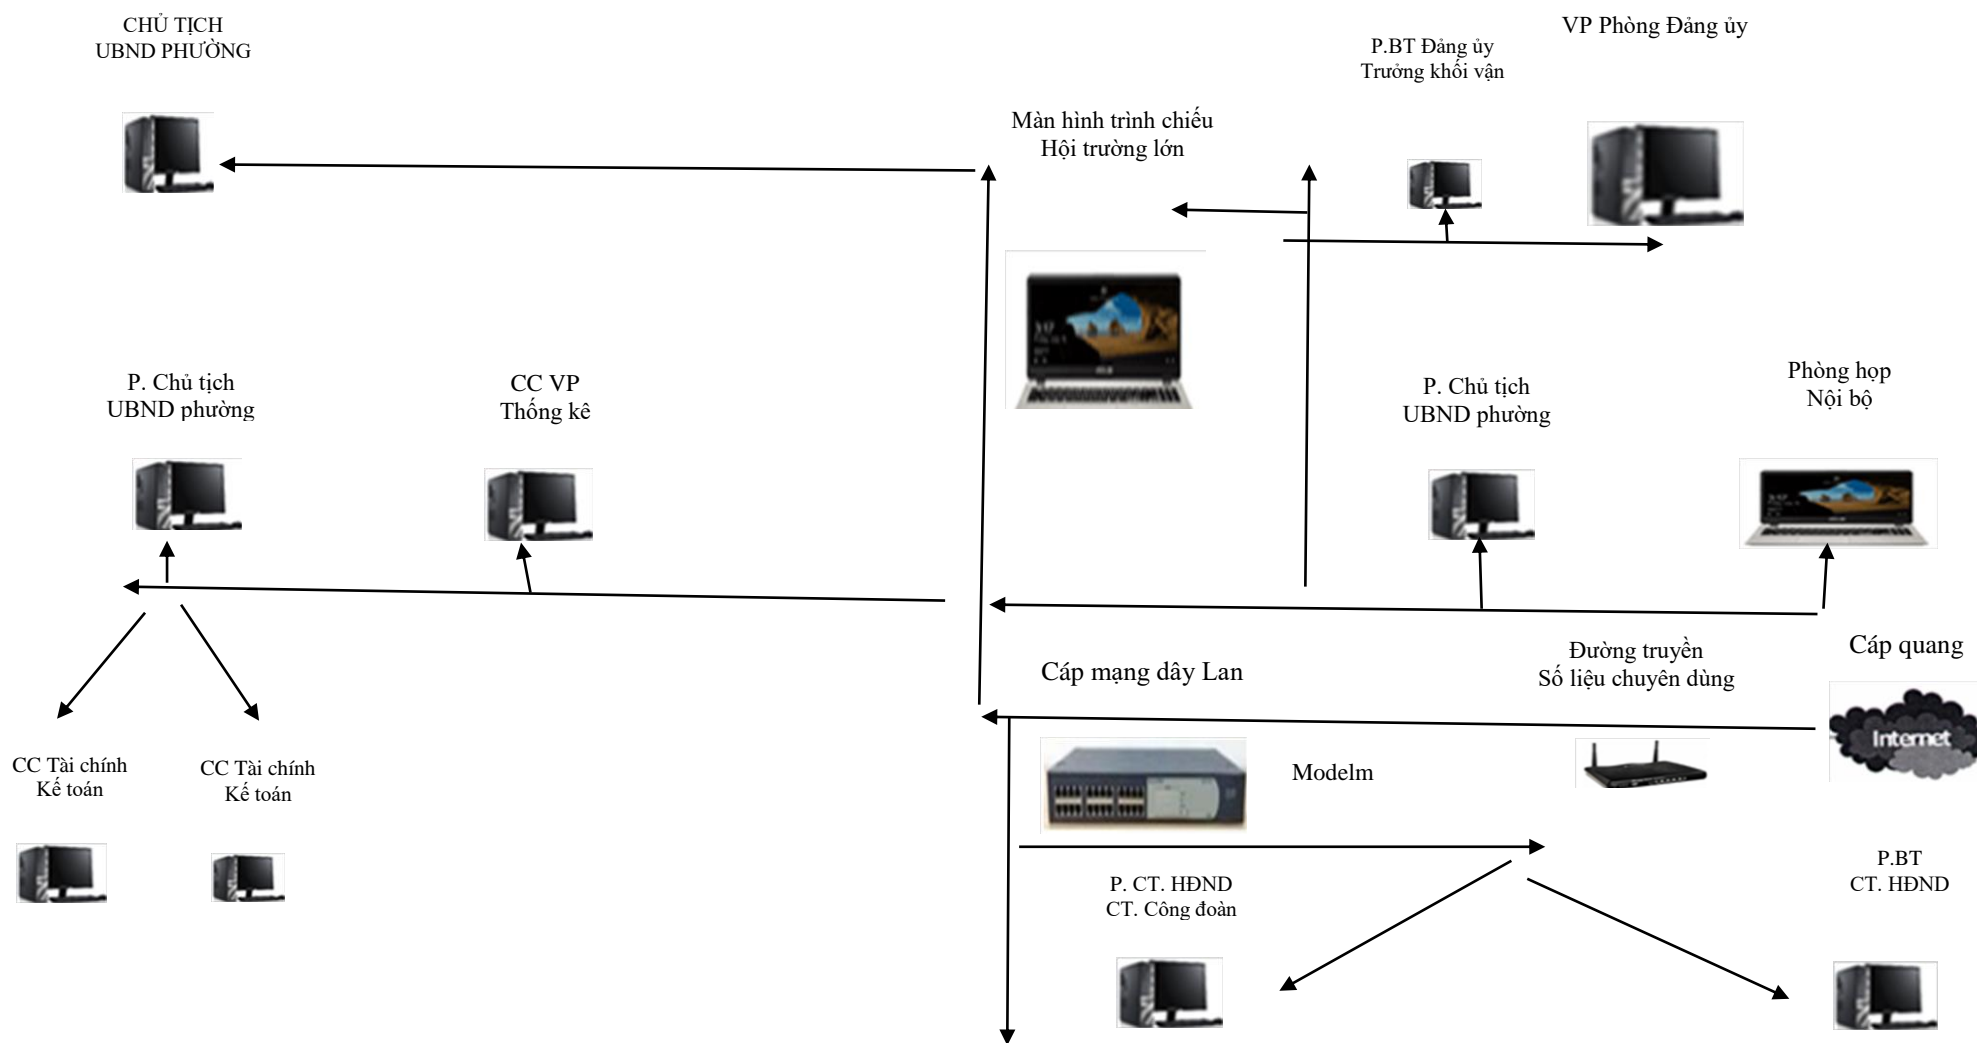 CHỦ TỊCH
UBND PHƯỜNG
VP Phòng Đảng ủy
P.BT Đảng ủy
Trưởng khối vận
Màn hình trình chiếu
Hội trường lớn
P. Chủ tịch
UBND phường
CC VP
Thống kê
P. Chủ tịch
UBND phường
Phòng họp
Nội bộ
Cáp mạng dây Lan
Đường truyền
Số liệu chuyên dùng
Cáp quang
Internet
Modelm
CC Tài chính
Kế toán
CC Tài chính
Kế toán
P. CT. HĐND
CT. Công đoàn
P.BT
CT. HĐND